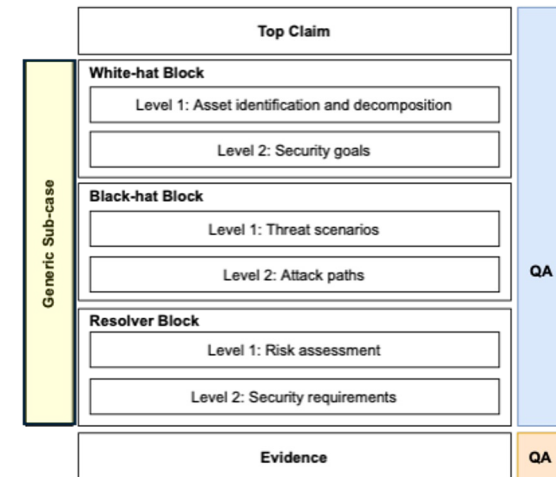 Top Claim
White-hat Block
Level 1: Asset identification and decomposition
Level 2: Security goals
Black-hat Block
Level 1: Threat scenarios
Level 2: Attack paths
Resolver Block
Level 1: Risk assessment
Level 2: Security requirements
Generic Sub-case
QA
Evidence
QA